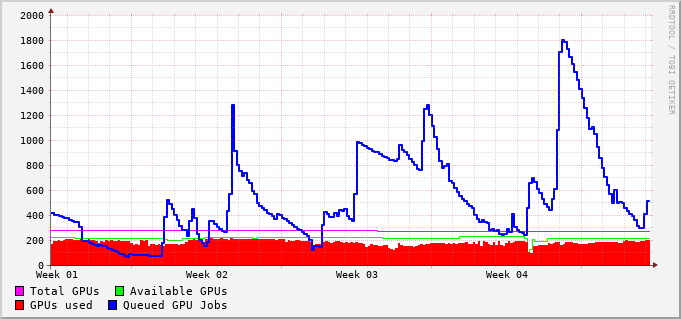 2000
1800
1600
1400
1200
1000
800
600
400
200
0
Week 01 Week 02 Week 03 Week 04
Total GPUs Available GPUs
GPUs used Queued GPU Jobs
RRDTOOL / TOBI OETIKER